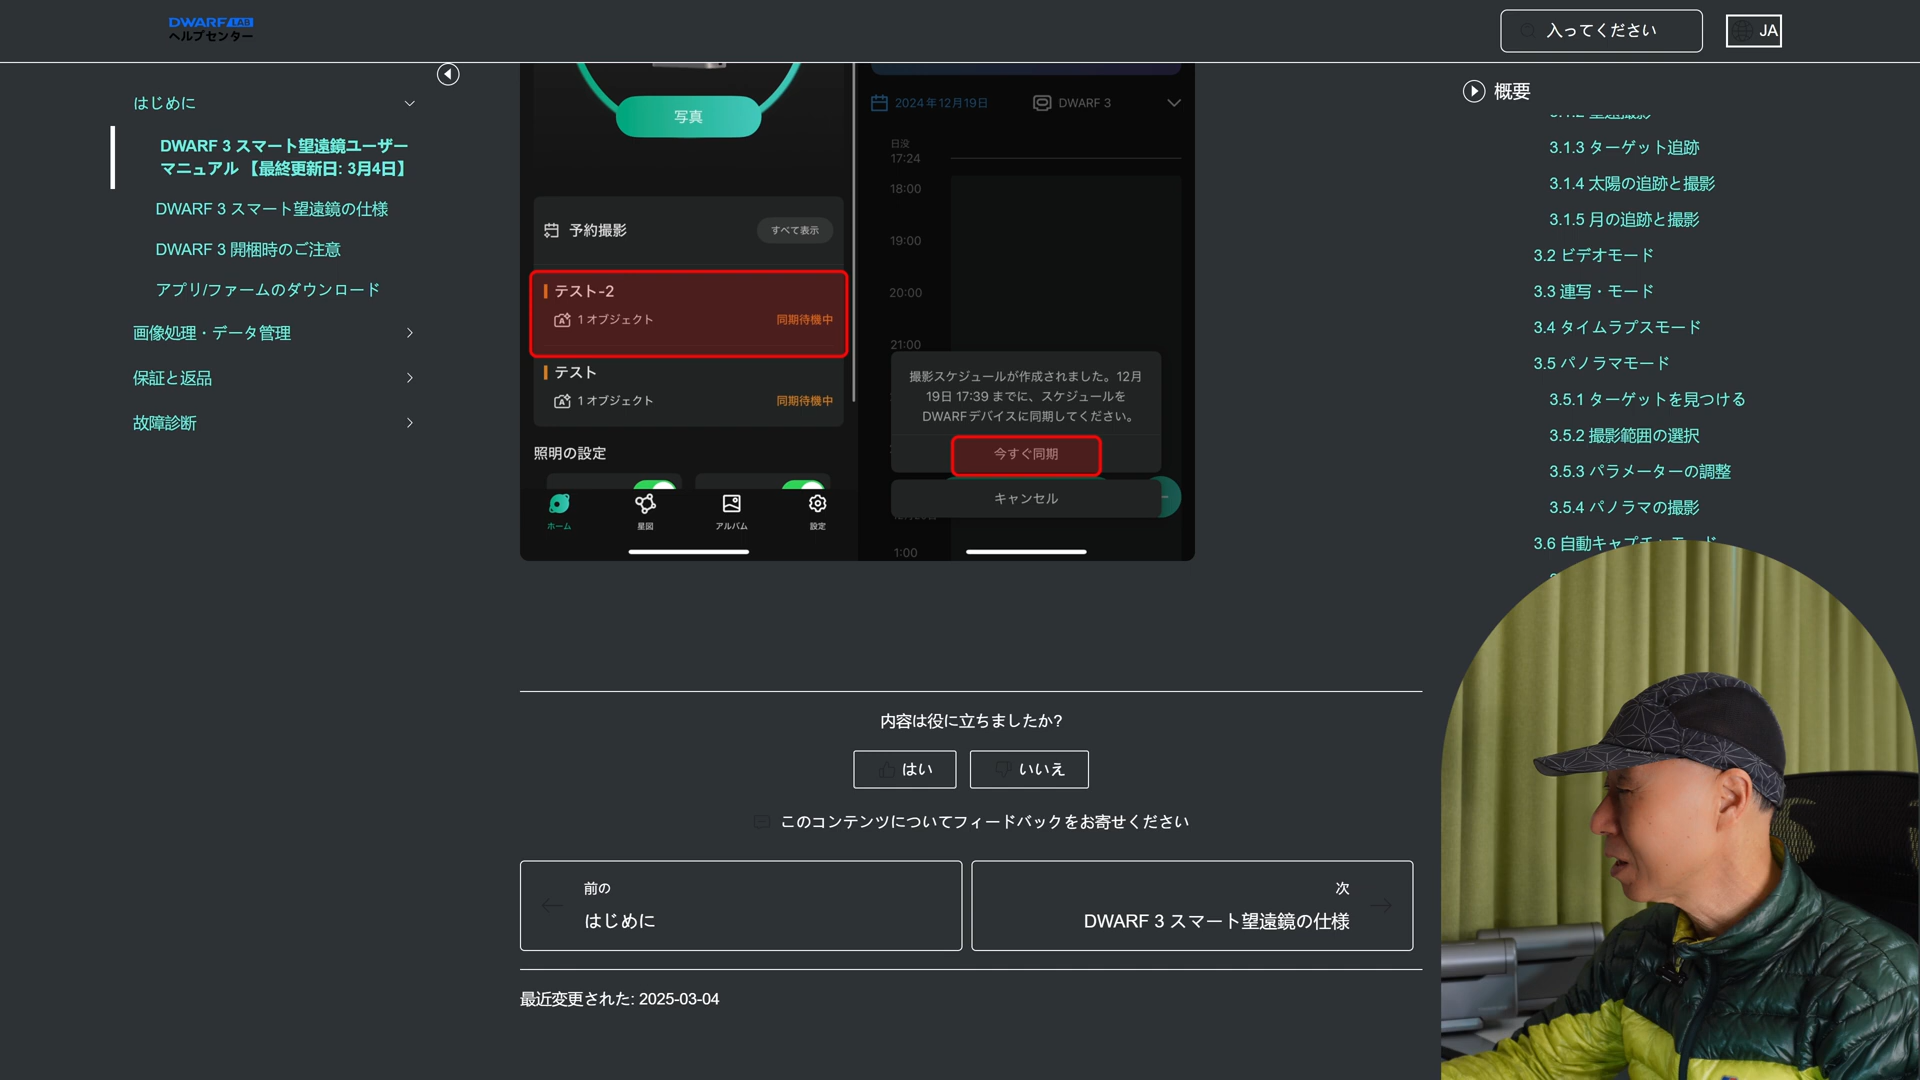 DWARFLAB
ヘルプセンター
入ってください
JA
はじめに
DWARF 3 スマート望遠鏡ユーザー
マニュアル 【最終更新日: 3月4日】
DWARF 3 スマート望遠鏡の仕様
DWARF 3 開梱時のご注意
アプリ/ファームのダウンロード
画像処理・データ管理
保証と返品
故障診断
写真
予約撮影
すべて表示
テスト-2
1 オブジェクト
同期待機中
テスト
1 オブジェクト
同期待機中
照明の設定
ホーム
星図
アルバム
設定
2024年12月19日
DWARF 3
日没
17:24
18:00
19:00
20:00
21:00
撮影スケジュールが作成されました。12月
19日 17:39 までに、スケジュールを
DWARFデバイスに同期してください。
今すぐ同期
キャンセル
1:00
概要
3.1.2 望遠撮影
3.1.3 ターゲット追跡
3.1.4 太陽の追跡と撮影
3.1.5 月の追跡と撮影
3.2 ビデオモード
3.3 連写・モード
3.4 タイムラプスモード
3.5 パノラマモード
3.5.1 ターゲットを見つける
3.5.2 撮影範囲の選択
3.5.3 パラメーターの調整
3.5.4 パノラマの撮影
3.6 自動キャプチャモード
内容は役に立ちましたか?
はい
いいえ
このコンテンツについてフィードバックをお寄せください
前の
はじめに
次
DWARF 3 スマート望遠鏡の仕様
最近変更された: 2025-03-04